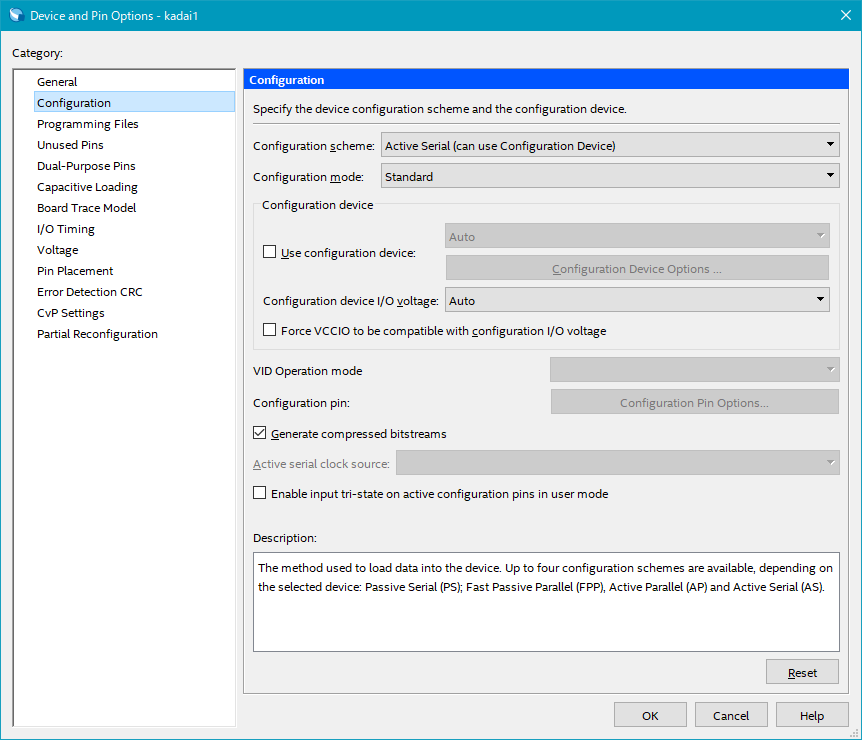 Device and Pin Options - kadai1
Category:
General
Configuration
Programming Files
Unused Pins
Dual-Purpose Pins
Capacitive Loading
Board Trace Model
I/O Timing
Voltage
Pin Placement
Error Detection CRC
CvP Settings
Partial Reconfiguration
Configuration
Specify the device configuration scheme and the configuration device.
Configuration scheme: Active Serial (can use Configuration Device)
Configuration mode: Standard
Configuration device
Use configuration device: Auto
Configuration Device Options ...
Configuration device I/O voltage: Auto
Force VCCIO to be compatible with configuration I/O voltage
VID Operation mode
Configuration pin: Configuration Pin Options...
Generate compressed bitstreams
Active serial clock source:
Enable input tri-state on active configuration pins in user mode
Description:
The method used to load data into the device. Up to four configuration schemes are available, depending on
the selected device: Passive Serial (PS); Fast Passive Parallel (FPP), Active Parallel (AP) and Active Serial (AS).
Reset
OK Cancel Help